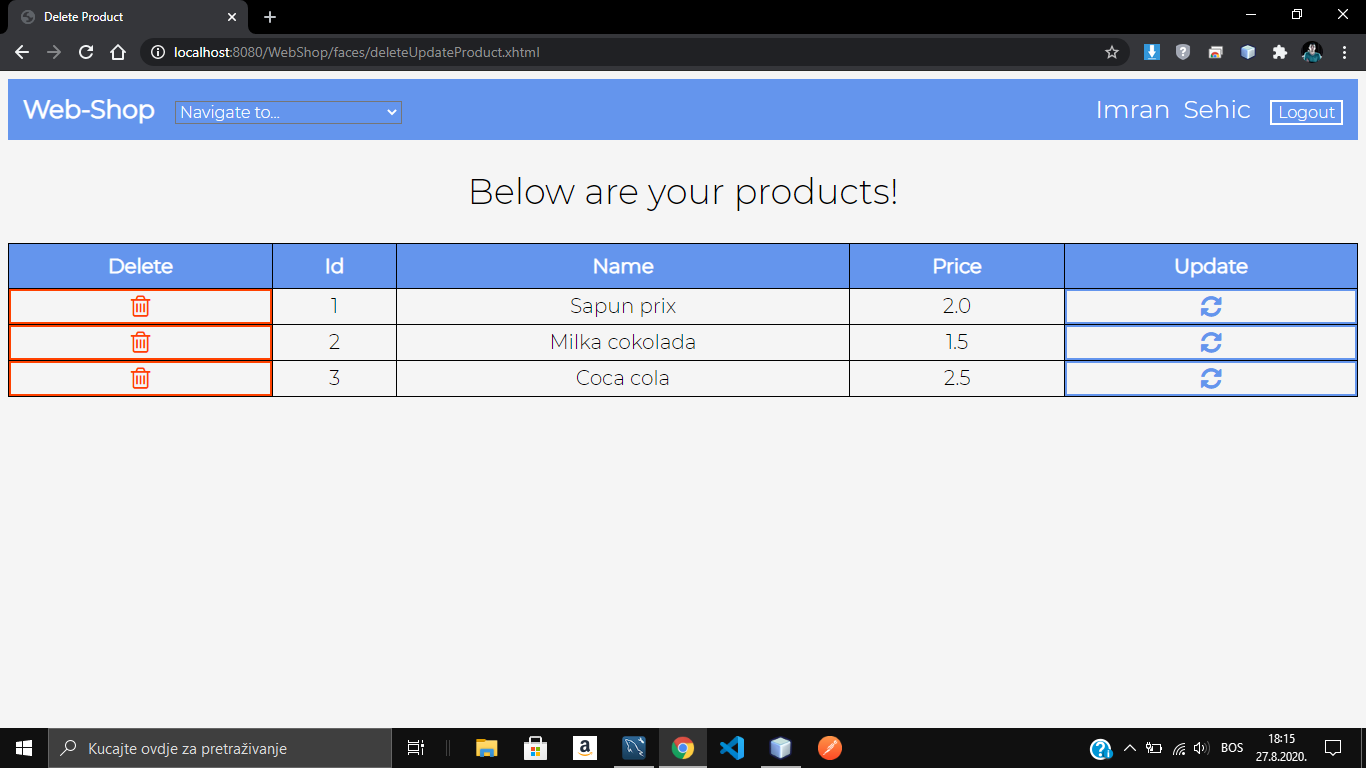 Delete Product
localhost:8080/WebShop/faces/deleteUpdateProduct.xhtml
Web-Shop Navigate to... Imran Sehic Logout
Below are your products!
Delete Id Name Price Update
1 Sapun prix 2.0
2 Milka cokolada 1.5
3 Coca cola 2.5
Kucajte ovdje za pretraživanje
BOS
18:15
27.8.2020.